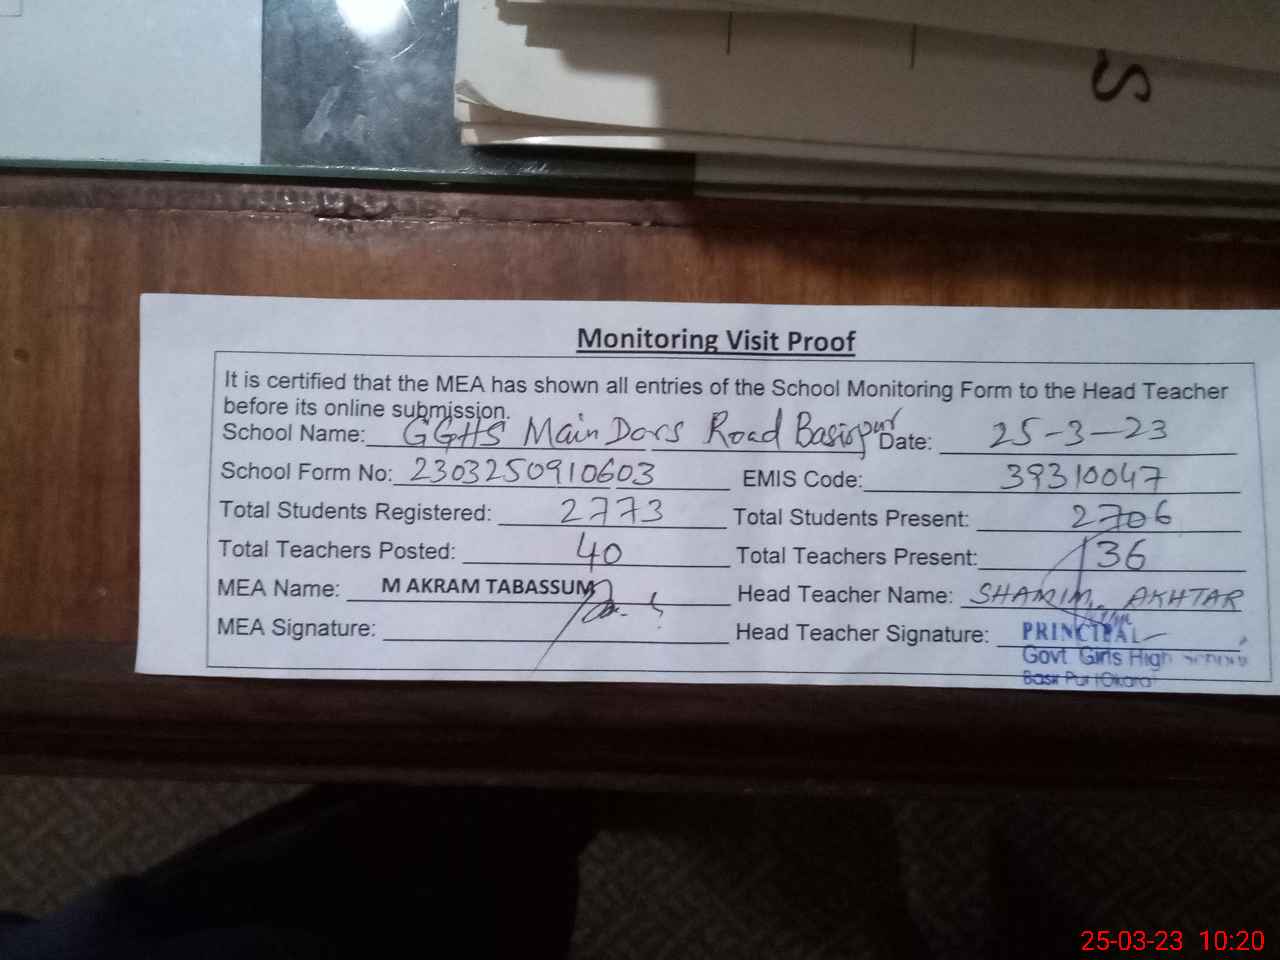 S
Monitoring Visit Proof
It is certified that the MEA has shown all entries of the School Monitoring Form to the Head Teacher
before its online submission.
School Name: GGHS Main Dars Road Basirpur Date: 25-3-23
School Form No: 2303250910603 EMIS Code: 39310047
Total Students Registered: 2773 Total Students Present: 2706
Total Teachers Posted: 40 Total Teachers Present: 36
MEA Name: M AKRAM TABASSUM Head Teacher Name: SHAMIM AKHTAR
MEA Signature: Head Teacher Signature:
PRINCIPAL
Govt Girls High School
Basir Pur (Okara)
25-03-23 10:20